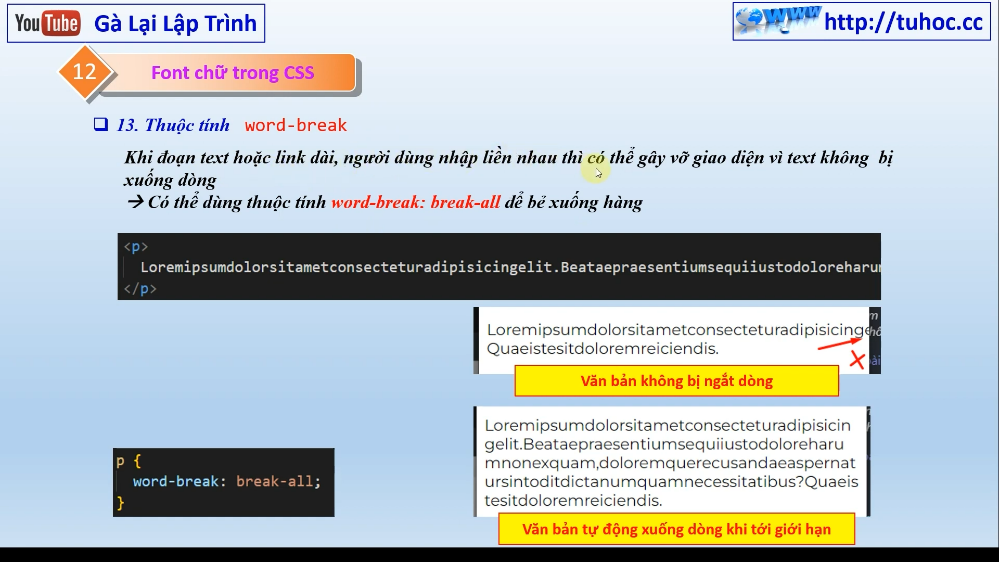 YouTube Gà Lại Lập Trình
www http://tuhoc.cc
12 Font chữ trong CSS
13. Thuộc tính word-break
Khi đoạn text hoặc link dài, người dùng nhập liền nhau thì có thể gây vỡ giao diện vì text không bị
xuống dòng
→ Có thể dùng thuộc tính word-break: break-all dể bẻ xuống hàng
<p>
Loremipsumdolorsitametconsecteturadipisicingelit.Beataepraesentiumsequiiustodoloreharu
</p>
Loremipsumdolorsitametconsecteturadipisicinge
Quaeistesitdoloremreiciendis.
Văn bản không bị ngắt dòng
p {
word-break: break-all;
}
Loremipsumdolorsitametconsecteturadipisicin
gelit.Beataepraesentiumsequiiustodoloreharu
mnonexquam,doloremquerecusandaeaspernat
ursintoditdictanumquamnecessitatibus?Quaeis
tesitdoloremreiciendis.
Văn bản tự động xuống dòng khi tới giới hạn